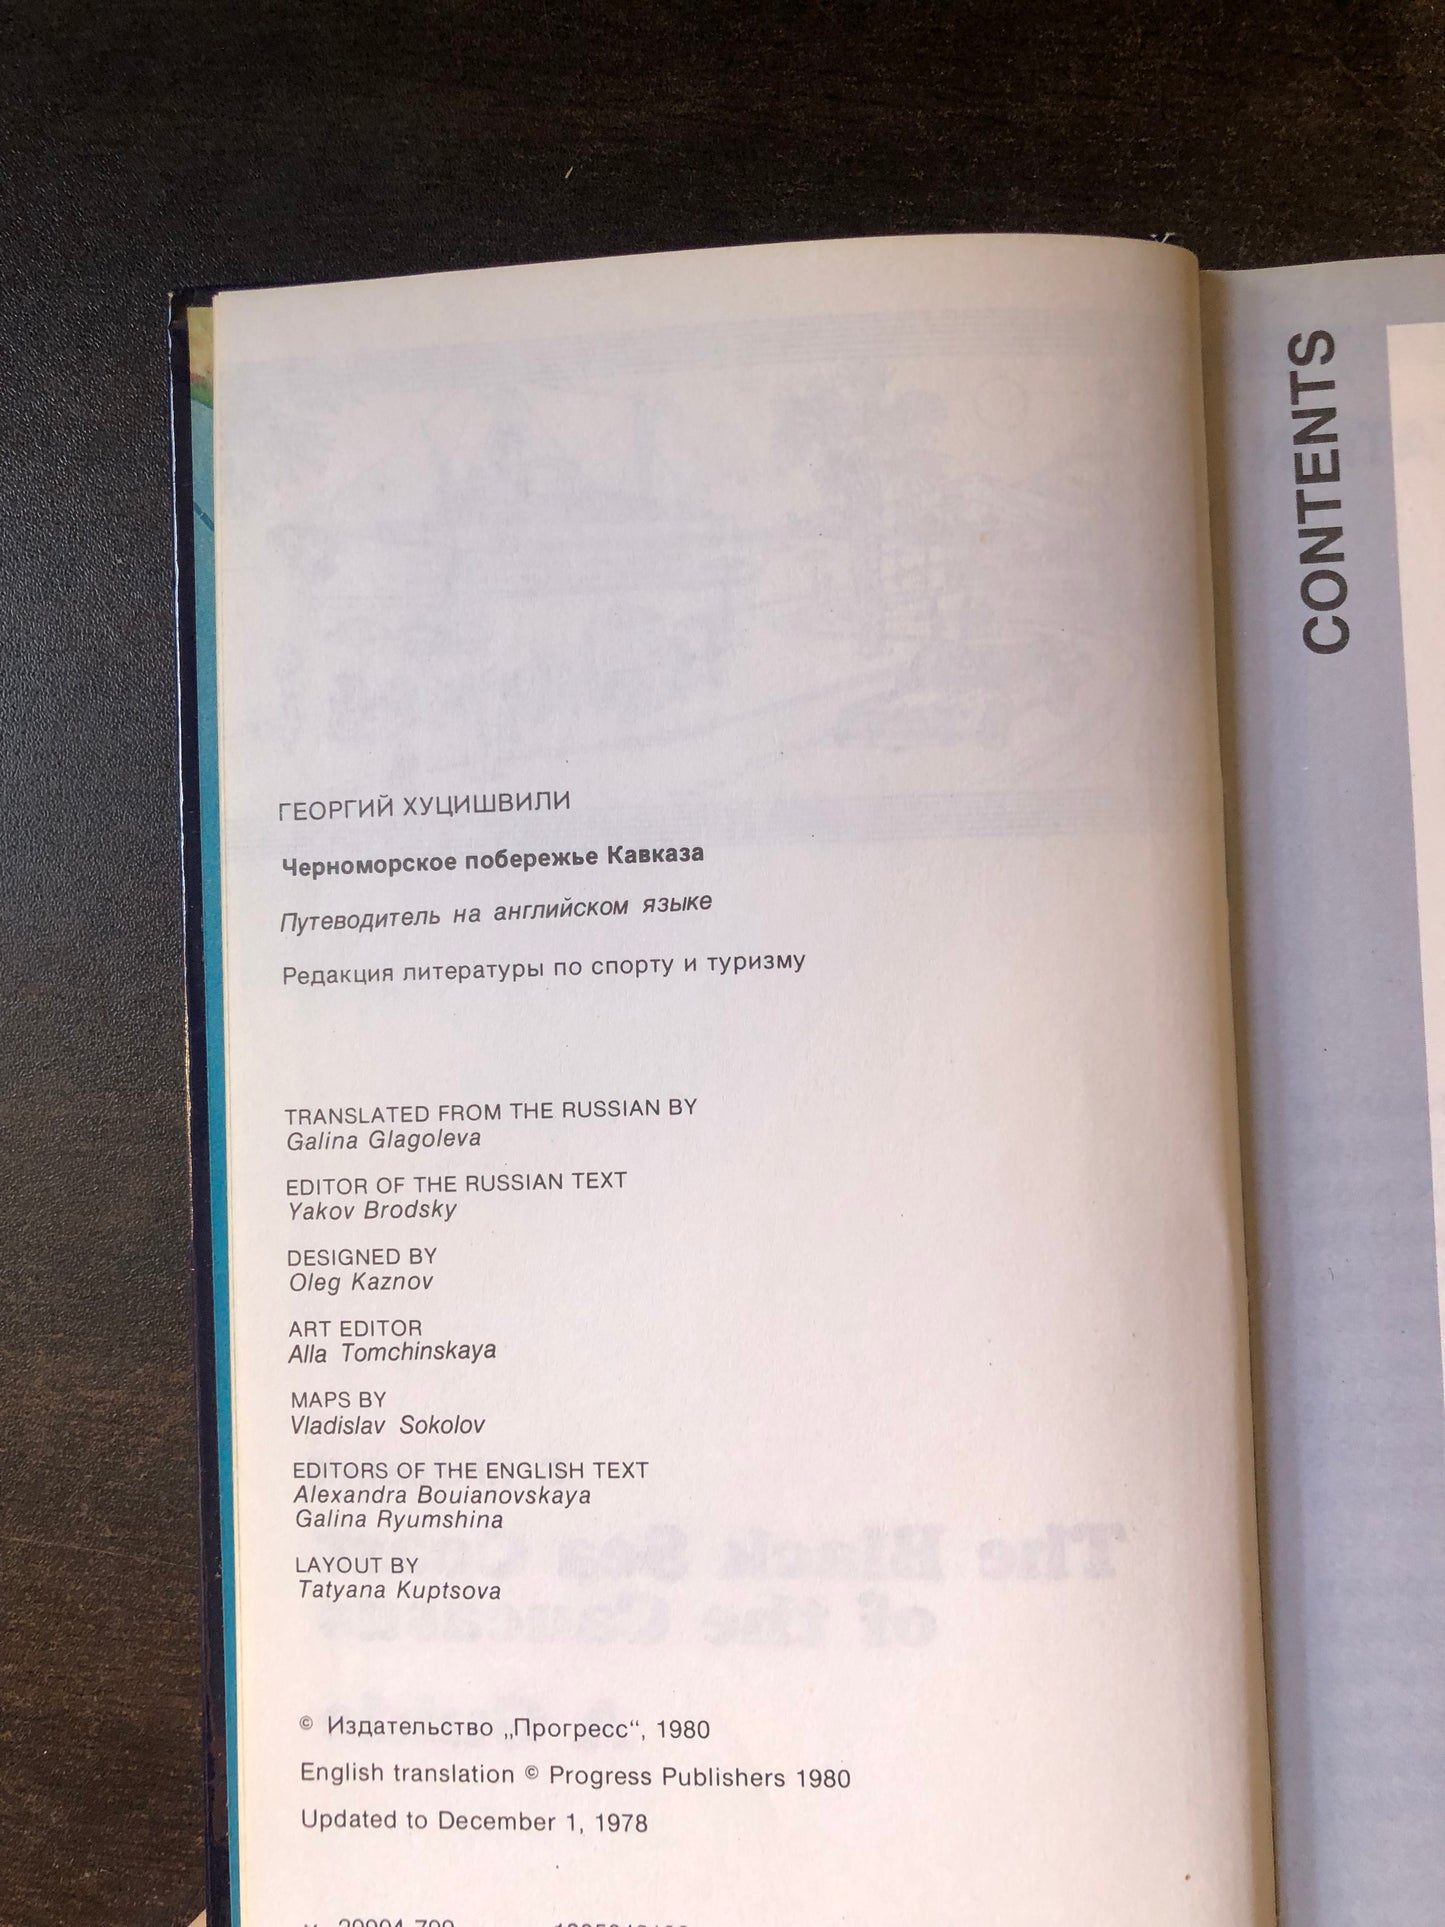 ГЕОРГИЙ ХУЦИШВИЛИ
Черноморское побережье Кавказа
Путеводитель на английском языке
Редакция литературы по спорту и туризму
TRANSLATED FROM THE RUSSIAN BY
Galina Glagoleva
EDITOR OF THE RUSSIAN TEXT
Yakov Brodsky
DESIGNED BY
Oleg Kaznov
ART EDITOR
Alla Tomchinskaya
MAPS BY
Vladislav Sokolov
EDITORS OF THE ENGLISH TEXT
Alexandra Bouianovskaya
Galina Ryumshina
LAYOUT BY
Tatyana Kuptsova
© Издательство „Прогресс“, 1980
English translation © Progress Publishers 1980
Updated to December 1, 1978
CONTENTS